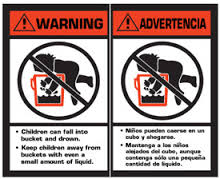 WARNING
• Children can fall into
bucket and drown.
• Keep children away from
buckets with even a
small amount of liquid.
ADVERTENCIA
• Niños pueden caerse en un
cubo y ahogarse.
• Mantenga a los niños
alejados del cubo, aunque
contenga sólo una pequeña
cantidad de liquido.